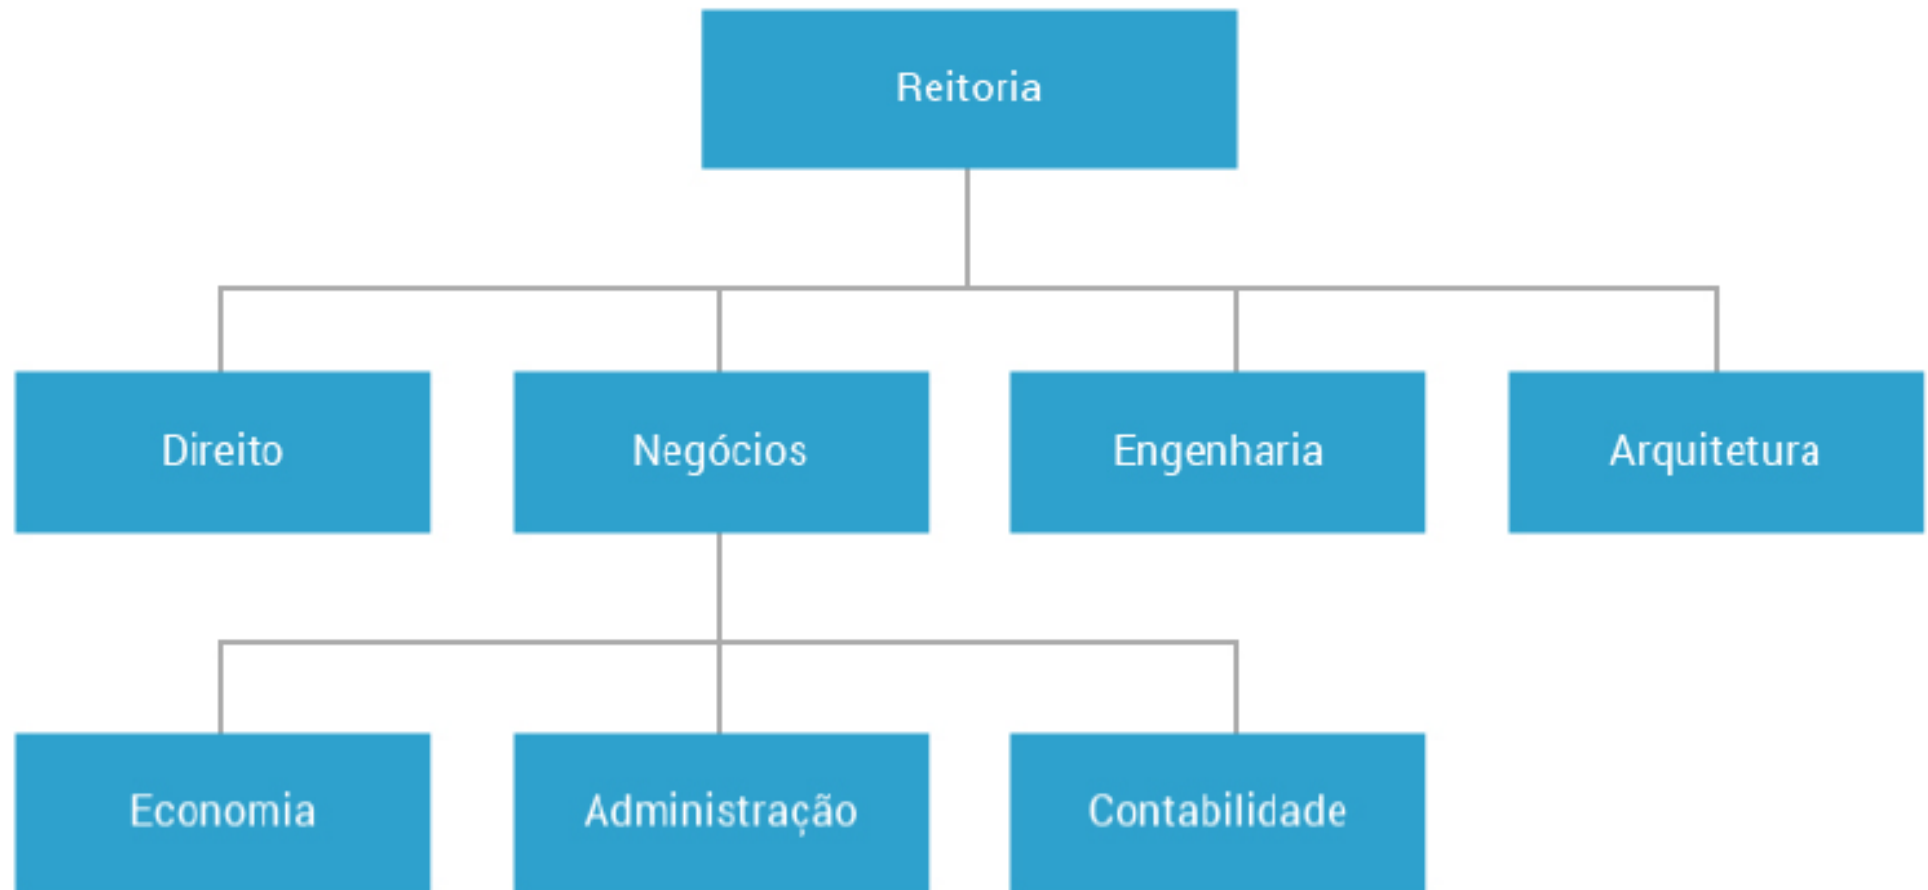 Reitoria
Direito
Negócios
Engenharia
Arquitetura
Economia
Administração
Contabilidade